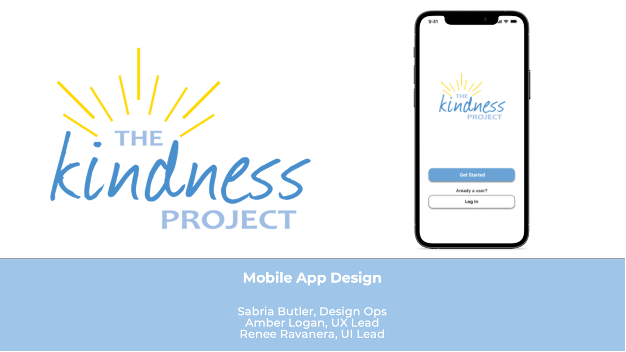 THE
kindness
PROJECT
9:41
THE
kindness
PROJECT
Get Started
Already a user?
Log In
Mobile App Design
Sabria Butler, Design Ops
Amber Logan, UX Lead
Renee Ravanera, UI Lead